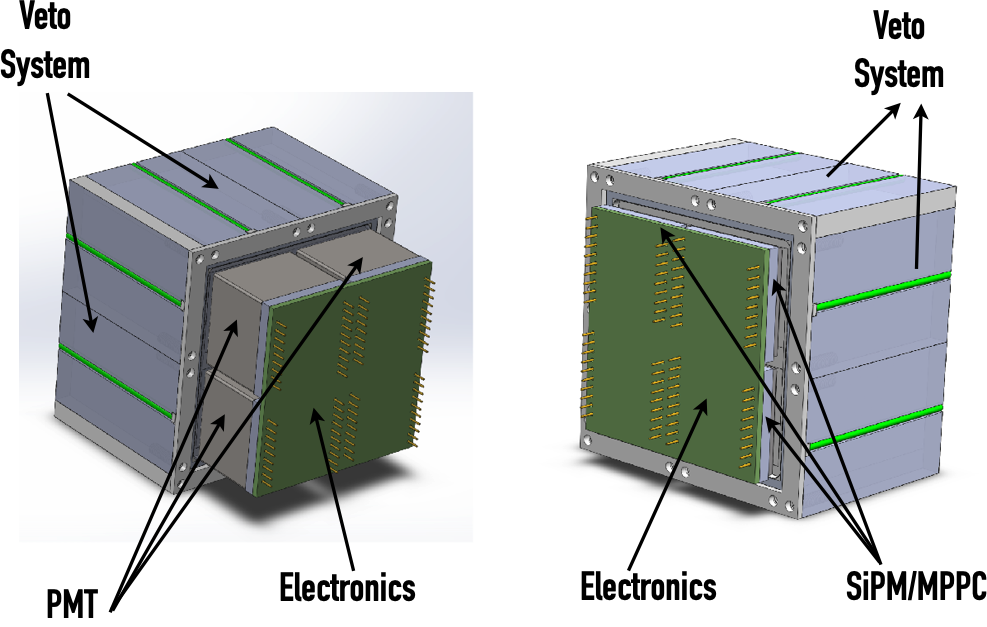 Veto
System
Veto
System
PMT
Electronics
Electronics
SiPM/MPPC